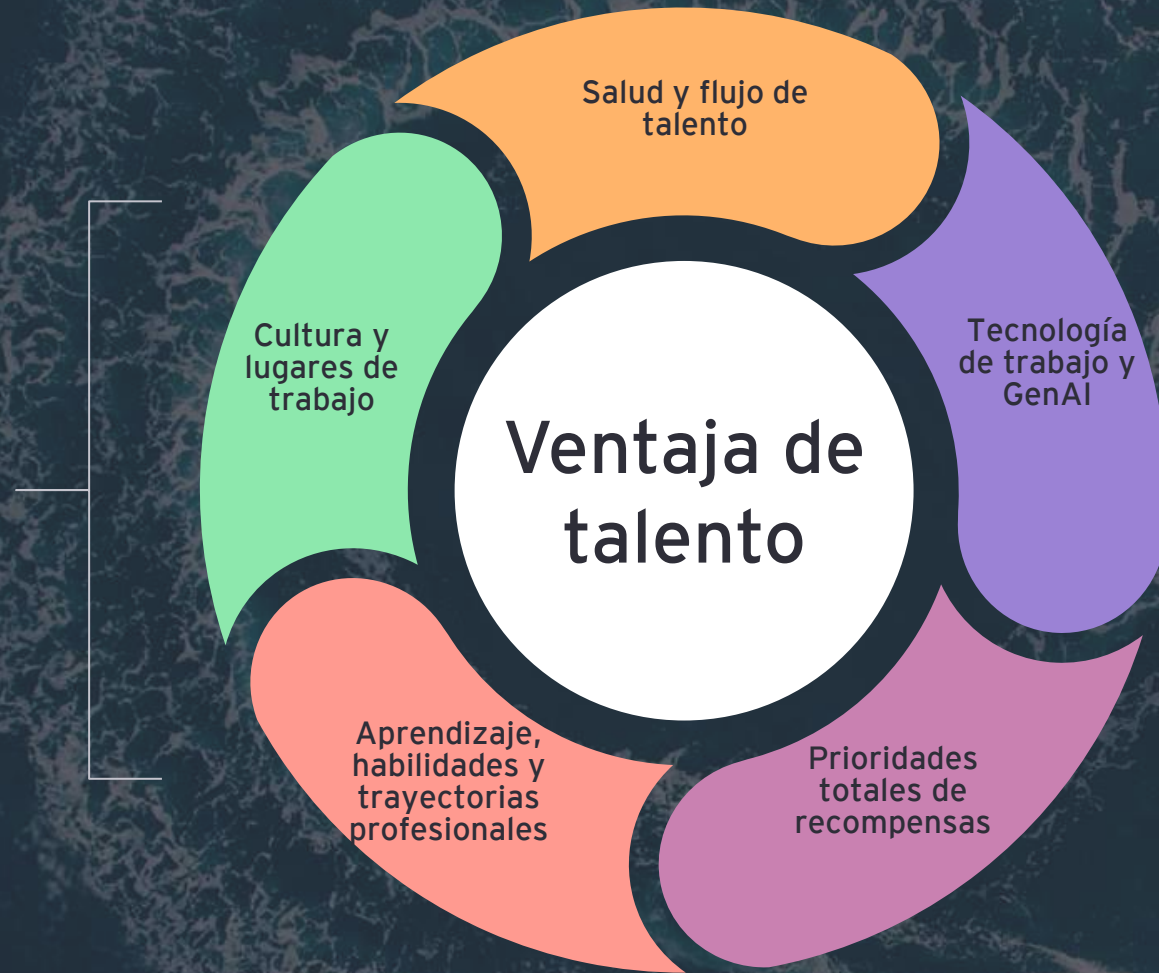 Salud y flujo de
talento
Tecnología
de trabajo y
GenAI
Prioridades
totales de
recompensas
Aprendizaje,
habilidades y
trayectorias
profesionales
Cultura y
lugares de
trabajo
Ventaja de
talento